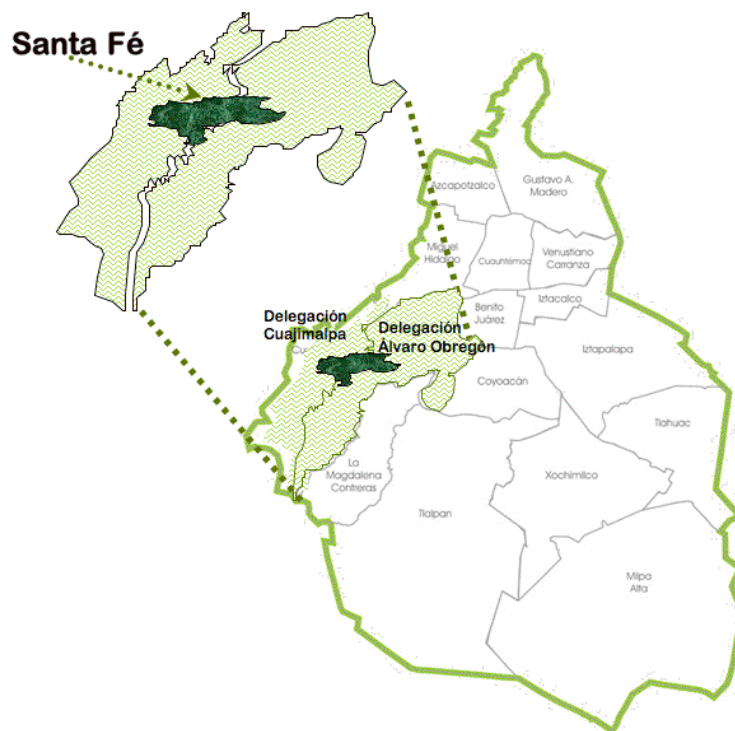 Santa Fé
Azcapotzalco
Gustavo A.
Madero
Miguel
Hidalgo
Cuauhtémoc
Venustiano
Carranza
Iztacalco
Benito
Juárez
Delegación
Cuajimalpa
Delegación
Álvaro Obregón
Iztapalapa
Coyoacán
Tlahuac
La
Magdalena
Contreras
Xochimilco
Tlalpan
Milpa
Alta